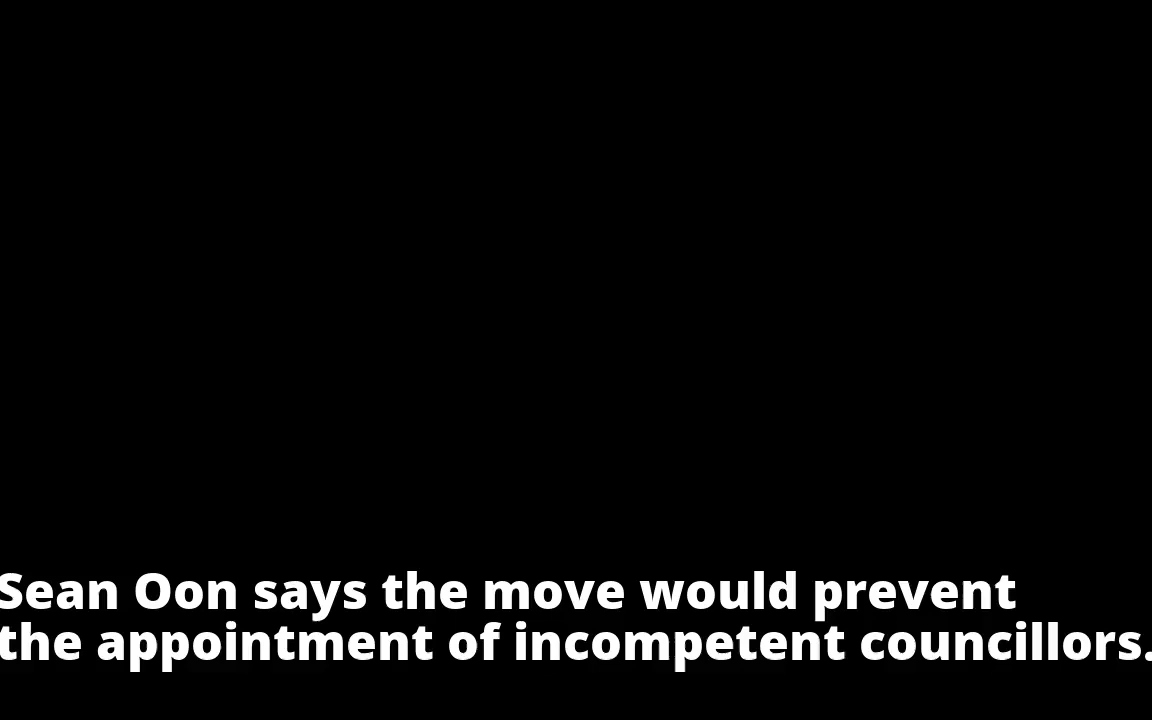 Sean Oon says the move would prevent
the appointment of incompetent councillors.